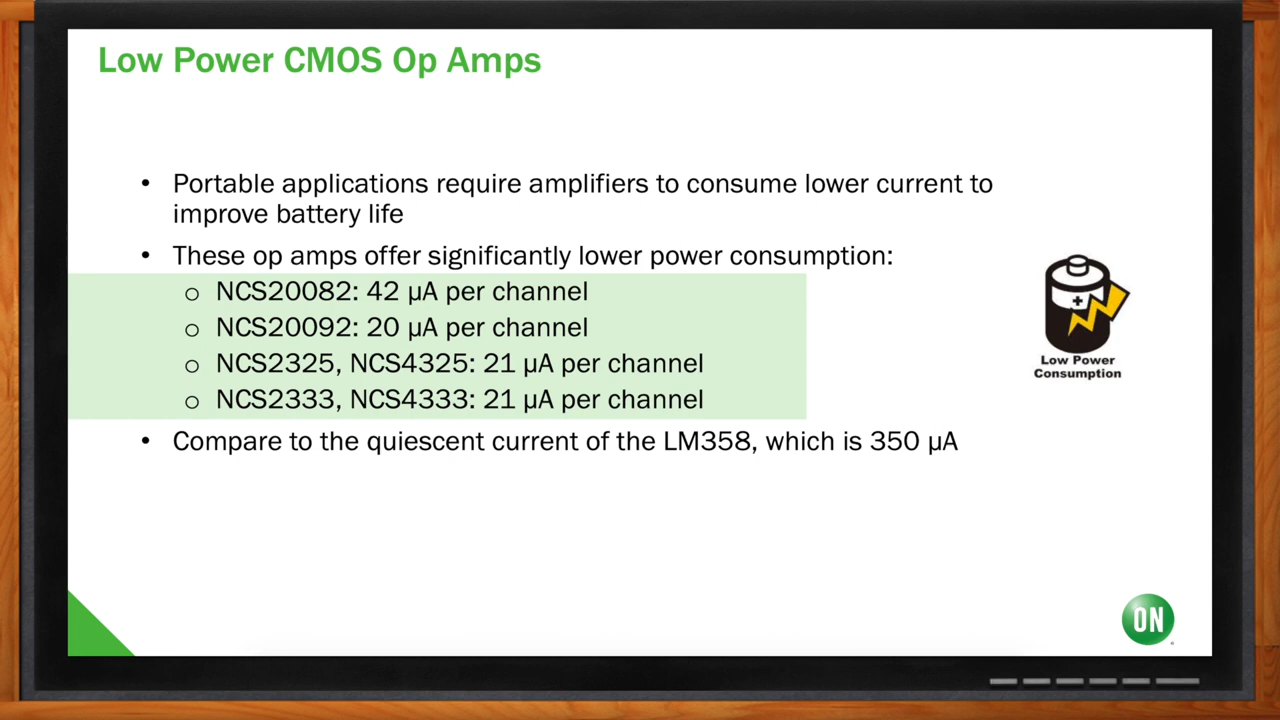 Low Power CMOS Op Amps
• Portable applications require amplifiers to consume lower current to
improve battery life
• These op amps offer significantly lower power consumption:
o NCS20082: 42 µA per channel
o NCS20092: 20 µA per channel
o NCS2325, NCS4325: 21 µA per channel
o NCS2333, NCS4333: 21 µA per channel
• Compare to the quiescent current of the LM358, which is 350 µA
Low Power
Consumption
ON